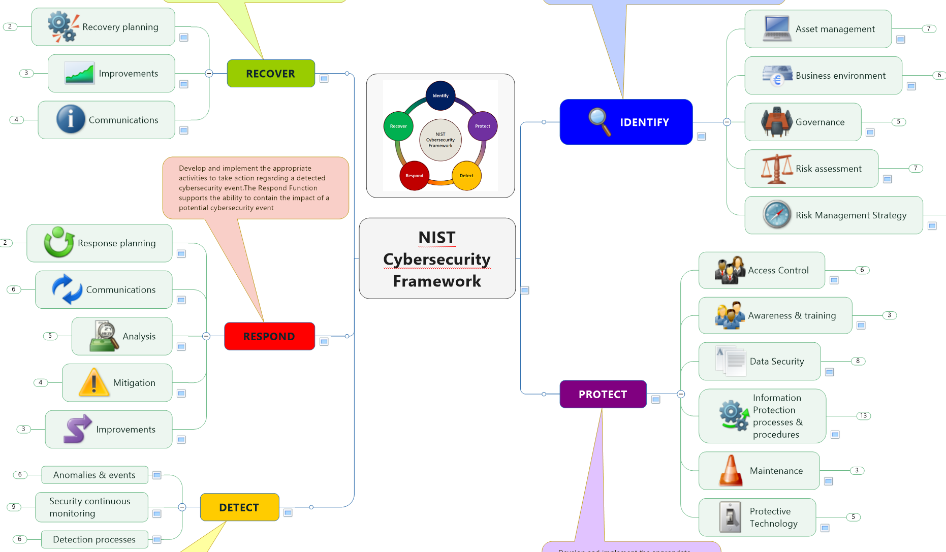 2
Recovery planning
3
Improvements
RECOVER
4
Communications
Develop and implement the appropriate
activities to take action regarding a detected
cybersecurity event.The Respond Function
supports the ability to contain the impact of a
potential cybersecurity event
2
Response planning
6
Communications
5
Analysis
RESPOND
4
Mitigation
3
Improvements
6
Anomalies & events
Security continuous
monitoring
DETECT
6
Detection processes
Identify
Recover
Protect
NIST
Cybersecurity
Framework
Respond
Detect
NIST
Cybersecurity
Framework
IDENTIFY
Asset management
7
Business environment
6
Governance
5
Risk assessment
7
Risk Management Strategy
PROTECT
Access Control
6
Awareness & training
3
Data Security
8
Information
Protection
processes &
procedures
13
Maintenance
3
Protective
Technology
5